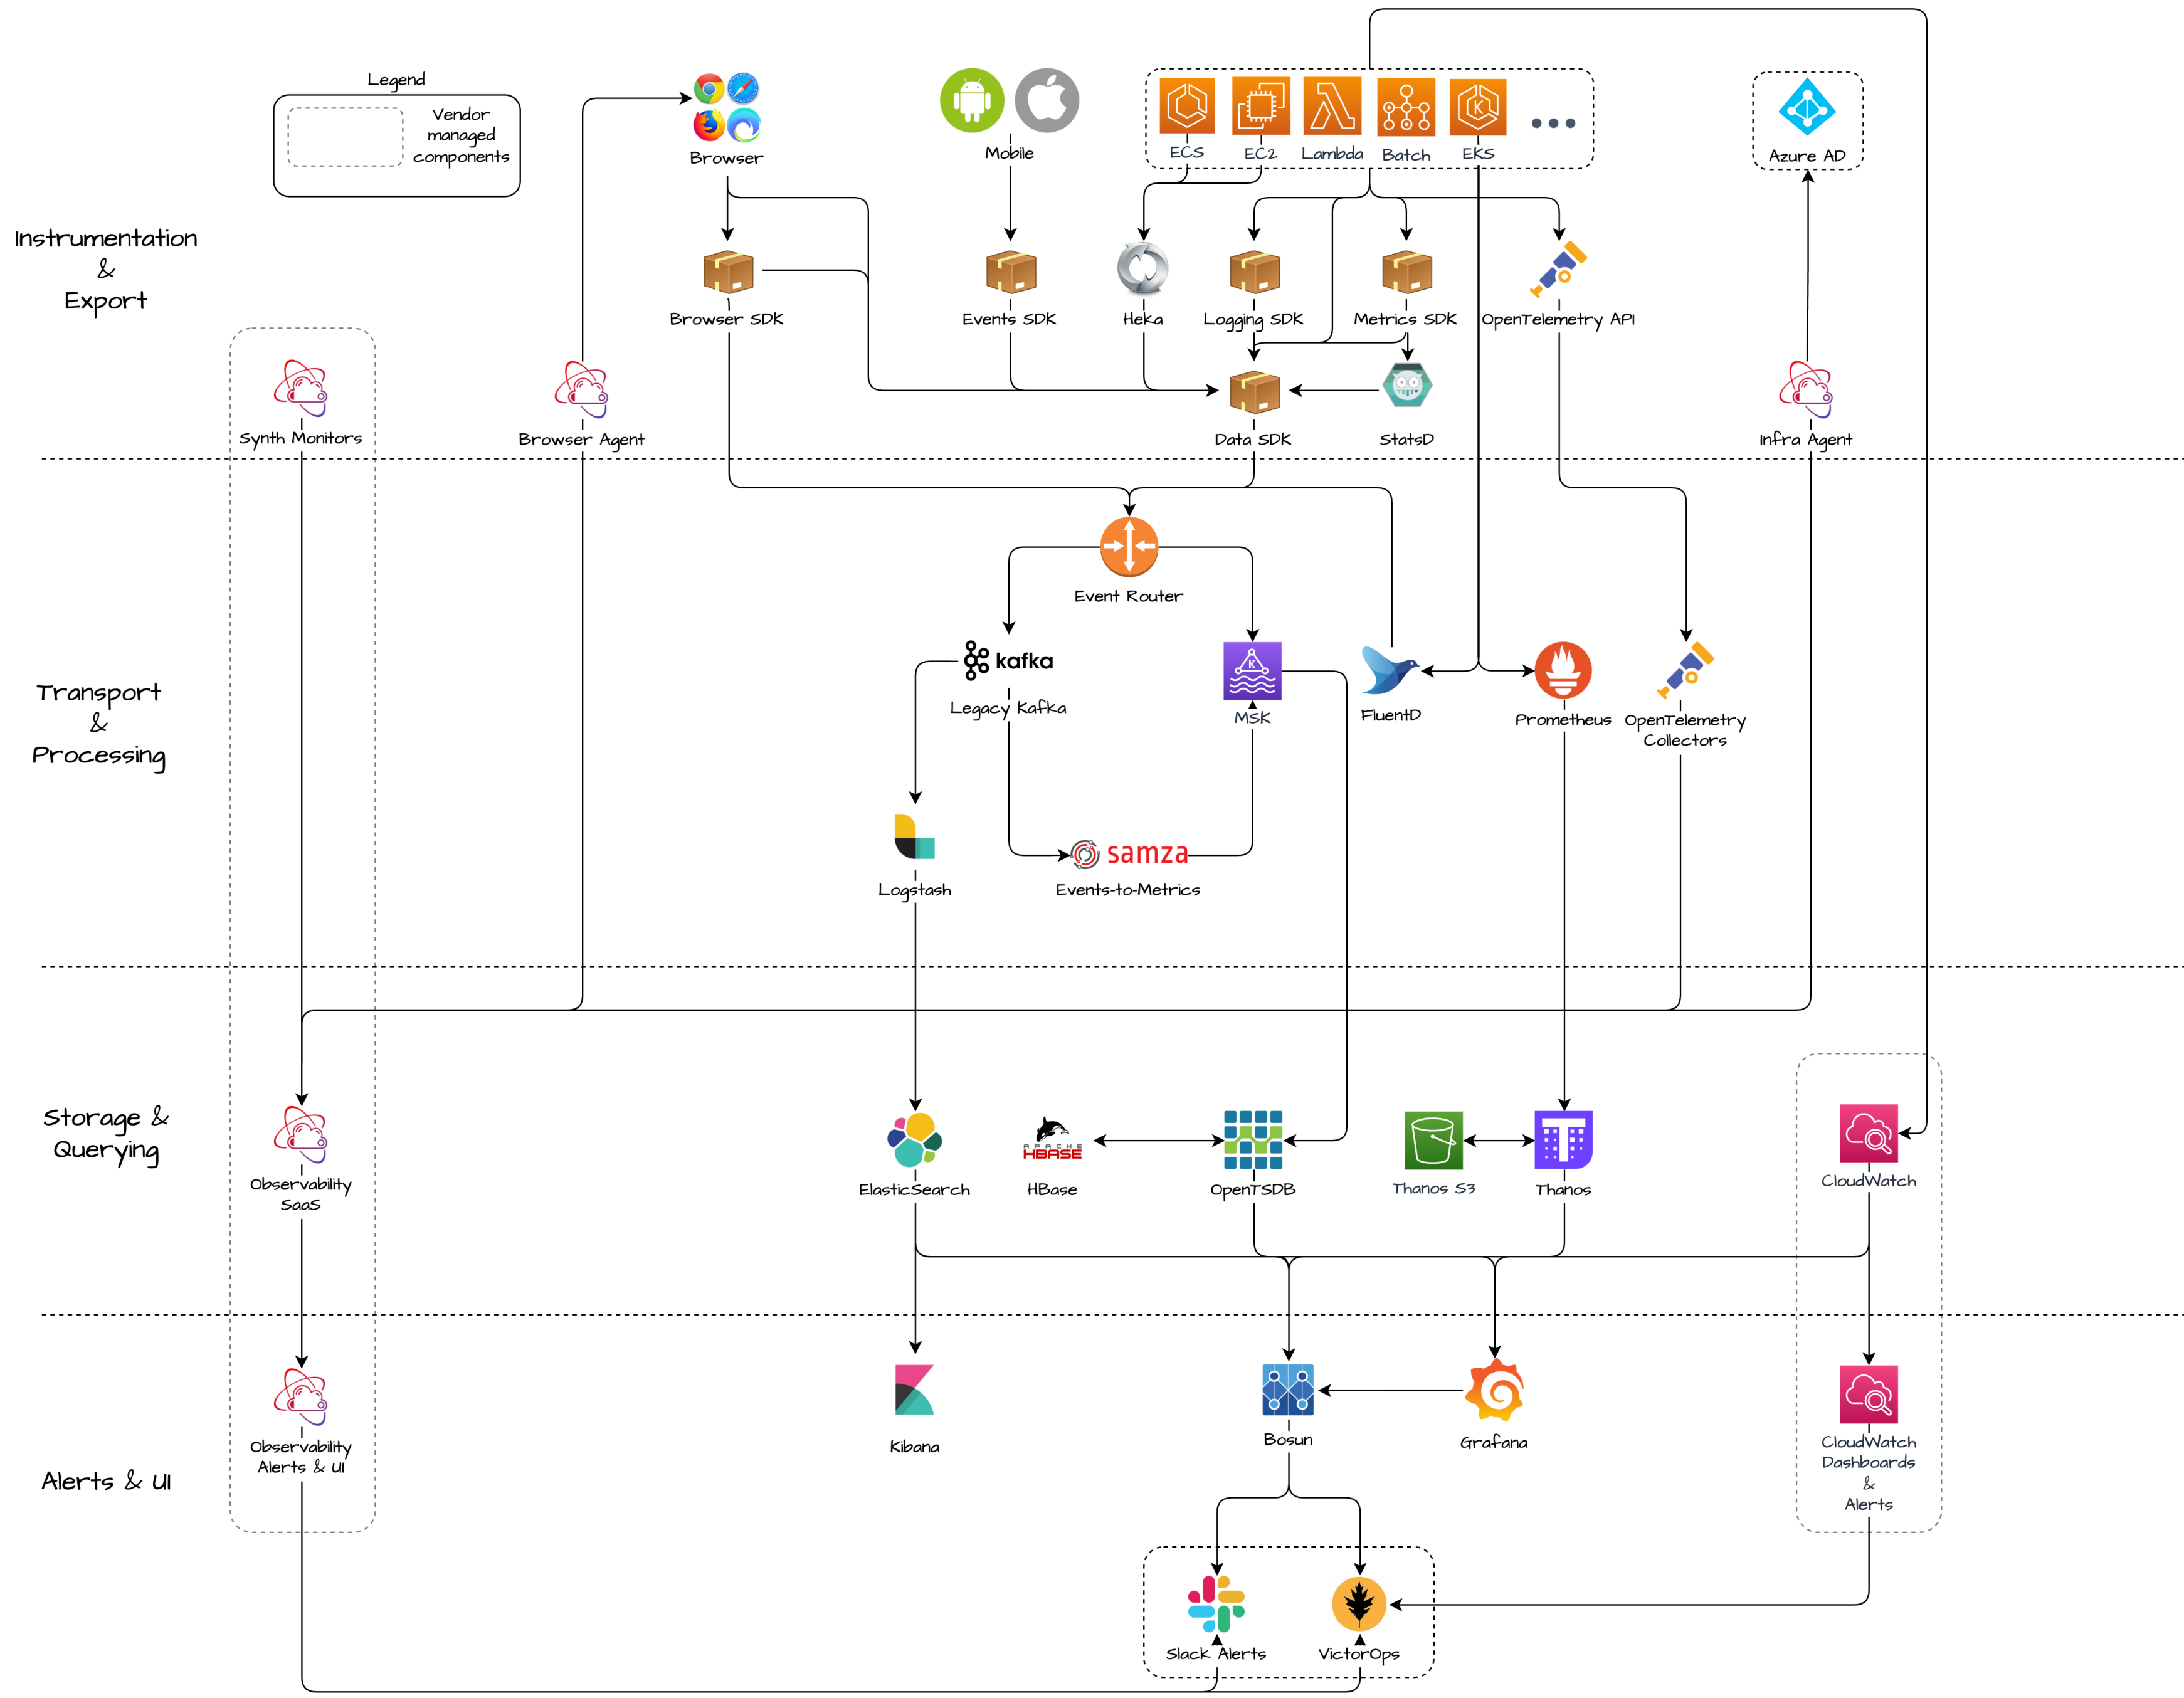 Legend
Vendor
managed
components
Browser
Mobile
ECS
EC2
Lambda
Batch
EKS
Azure AD
Instrumentation
&
Export
Browser SDK
Events SDK
Heka
Logging SDK
Metrics SDK
OpenTelemetry API
Synth Monitors
Browser Agent
Data SDK
StatsD
Infra Agent
Event Router
kafka
Legacy Kafka
K
MSK
FluentD
Prometheus
OpenTelemetry
Collectors
Transport
&
Processing
samza
Logstash
Events-to-Metrics
Storage &
Querying
Observability
SaaS
ElasticSearch
APACHE
HBASE
HBase
OpenTSDB
Thanos S3
T
Thanos
CloudWatch
Alerts & UI
Observability
Alerts & UI
Kibana
Bosun
Grafana
CloudWatch
Dashboards
&
Alerts
Slack Alerts
VictorOps